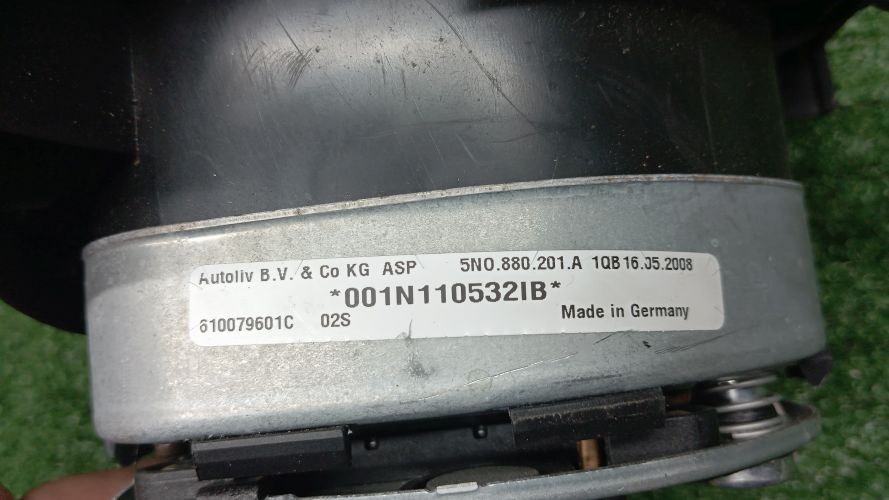 Autoliv B.V. & Co KG ASP 5N0.880.201.A 1QB 16.05.2008
*001N110532IB*
610079601C 02S Made in Germany